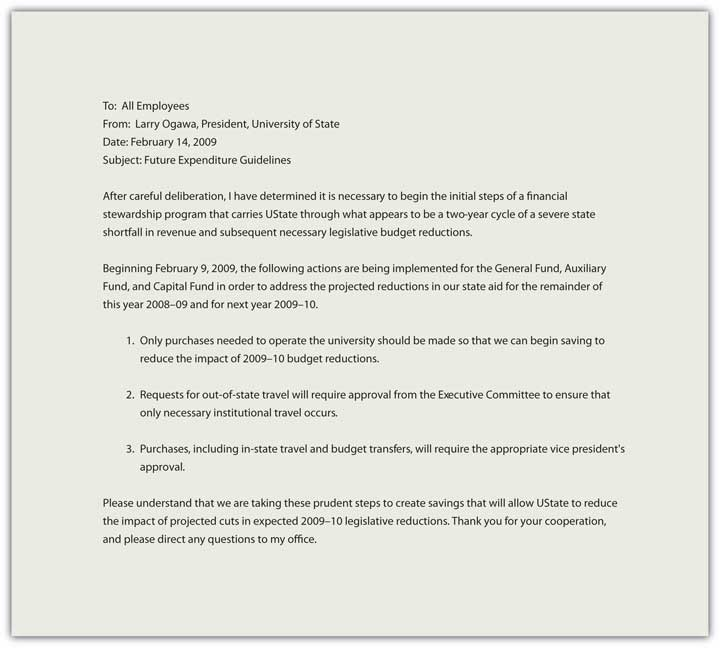 To:  All Employees
From:  Larry Ogawa, President, University of State
Date: February 14, 2009
Subject: Future Expenditure Guidelines
After careful deliberation, I have determined it is necessary to begin the initial steps of a financial
stewardship program that carries UState through what appears to be a two-year cycle of a severe state
shortfall in revenue and subsequent necessary legislative budget reductions.
Beginning February 9, 2009, the following actions are being implemented for the General Fund, Auxiliary
Fund, and Capital Fund in order to address the projected reductions in our state aid for the remainder of
this year 2008–09 and for next year 2009–10.
1. Only purchases needed to operate the university should be made so that we can begin saving to
reduce the impact of 2009–10 budget reductions.
2. Requests for out-of-state travel will require approval from the Executive Committee to ensure that
only necessary institutional travel occurs.
3. Purchases, including in-state travel and budget transfers, will require the appropriate vice president's
approval.
Please understand that we are taking these prudent steps to create savings that will allow UState to reduce
the impact of projected cuts in expected 2009–10 legislative reductions. Thank you for your cooperation,
and please direct any questions to my office.